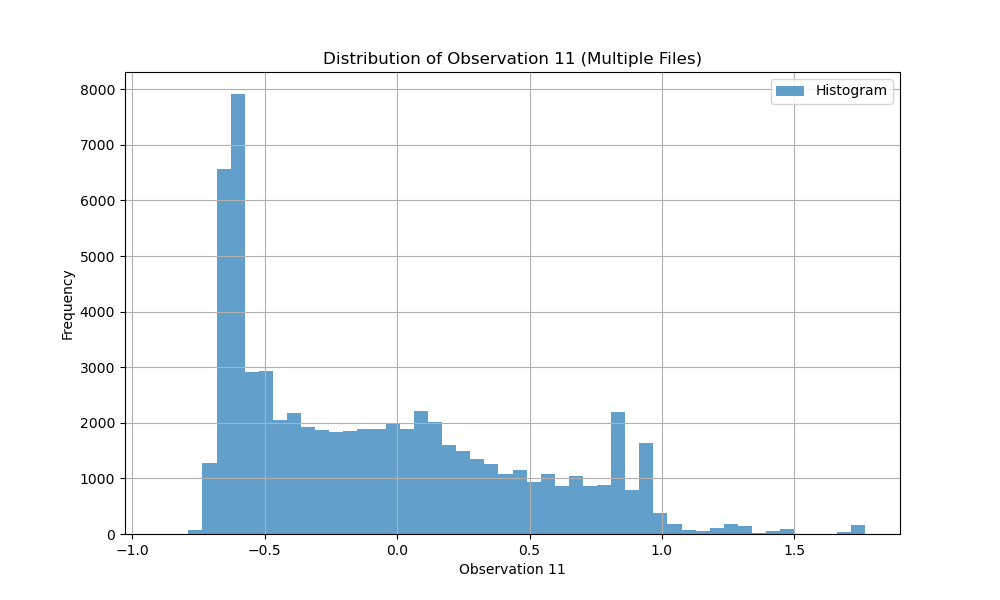 Distribution of Observation 11 (Multiple Files)
Histogram
8000
7000
6000
5000
4000
3000
2000
1000
0
Frequency
−1.0 −0.5 0.0 0.5 1.0 1.5
Observation 11